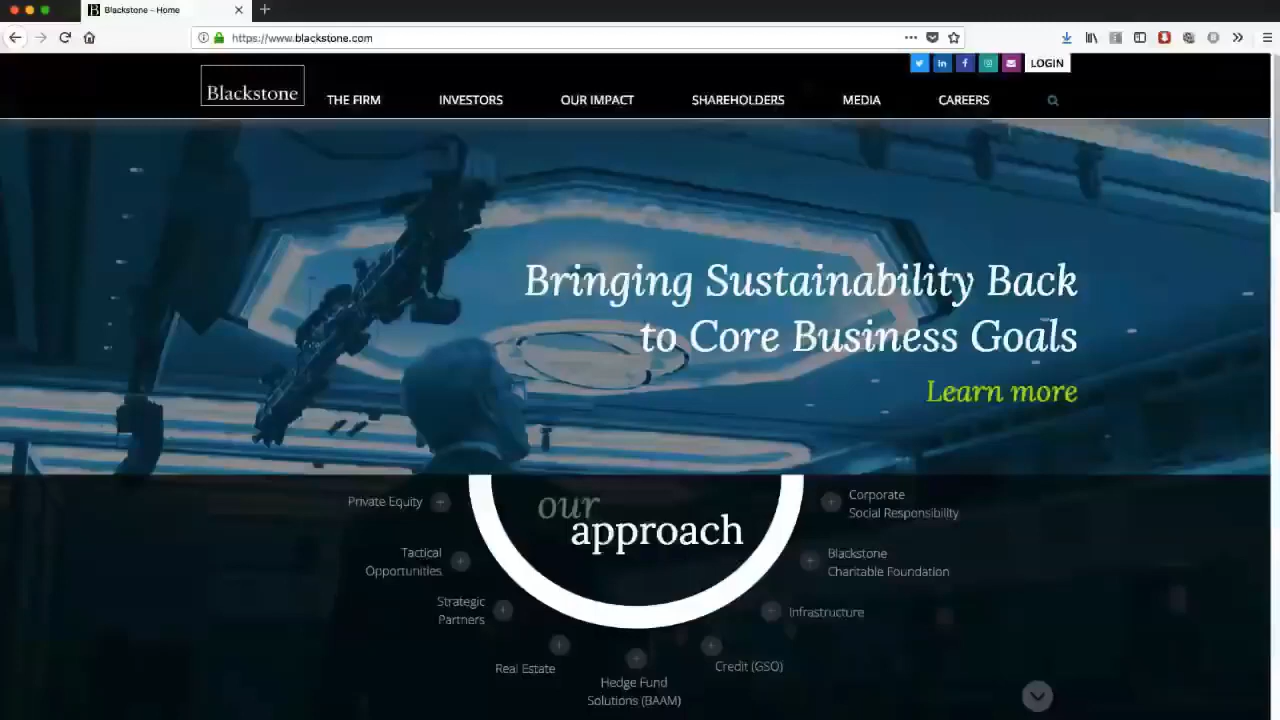 Blackstone – Home
https://www.blackstone.com
LOGIN
Blackstone
THE FIRM
INVESTORS
OUR IMPACT
SHAREHOLDERS
MEDIA
CAREERS
Bringing Sustainability Back
to Core Business Goals
Learn more
our
approach
Private Equity
Tactical
Opportunities
Strategic
Partners
Real Estate
Hedge Fund
Solutions (BAAM)
Credit (GSO)
Infrastructure
Blackstone
Charitable Foundation
Corporate
Social Responsibility